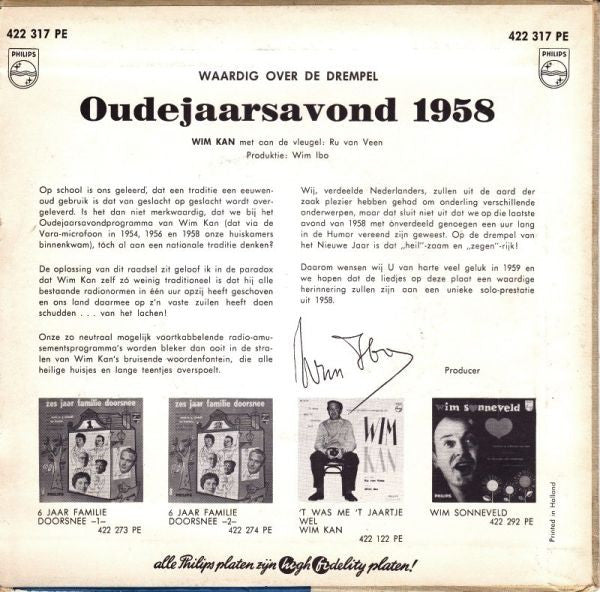 422 317 PE
422 317 PE
PHILIPS
PHILIPS
WAARDIG OVER DE DREMPEL
Oudejaarsavond 1958
WIM KAN met aan de vleugel: Ru van Veen
Produktie: Wim Ibo
Op school is ons geleerd, dat een traditie een eeuwen-
oud gebruik is dat van geslacht op geslacht wordt over-
geleverd. Is het dan niet merkwaardig, dat we bij het
Oudejaarsavondprogramma van Wim Kan (dat via de
Vara-microfoon in 1954, 1956 en 1958 onze huiskamers
binnenkwam), tóch al aan een nationale traditie denken?
De oplossing van dit raadsel zit geloof ik in de paradox
dat Wim Kan zelf zó weinig traditioneel is dat hij alle
bestaande radionormen in één uur opzij heeft geschoven
en ons land daarmee op z'n vaste zuilen heeft doen
schudden . . . van het lachen!
Onze zo neutraal mogelijk voortkabbelende radio-amu-
sementsprogramma's worden bleker dan ooit in de stra-
len van Wim Kan's bruisende woordenfontein, die alle
heilige huisjes en lange teentjes overspoelt.
Wij, verdeelde Nederlanders, zullen uit de aard der
zaak plezier hebben gehad om onderling verschillende
onderwerpen, maar dat sluit niet uit dat we op die laatste
avond van 1958 met onverdeeld genoegen een uur lang
in de Humor vereend zijn geweest. Op de drempel van
het Nieuwe Jaar is dat „heil"-zaam en „zegen"-rijk!
Daarom wensen wij U van harte veel geluk in 1959 en
we hopen dat de liedjes op deze plaat een waardige
herinnering zullen zijn aan een unieke solo-prestatie
uit 1958.
Wim Ibo
Producer
zes jaar familie doorsnee
PHILIPS
zes jaar familie doorsnee
PHILIPS
WIM
KAN
wim sonneveld
PHILIPS
6 JAAR FAMILIE
DOORSNEE –1–
422 273 PE
6 JAAR FAMILIE
DOORSNEE –2–
422 274 PE
'T WAS ME 'T JAARTJE
WEL
WIM KAN
422 122 PE
WIM SONNEVELD
422 292 PE
Printed in Holland
alle Philips platen zijn high fidelity platen!